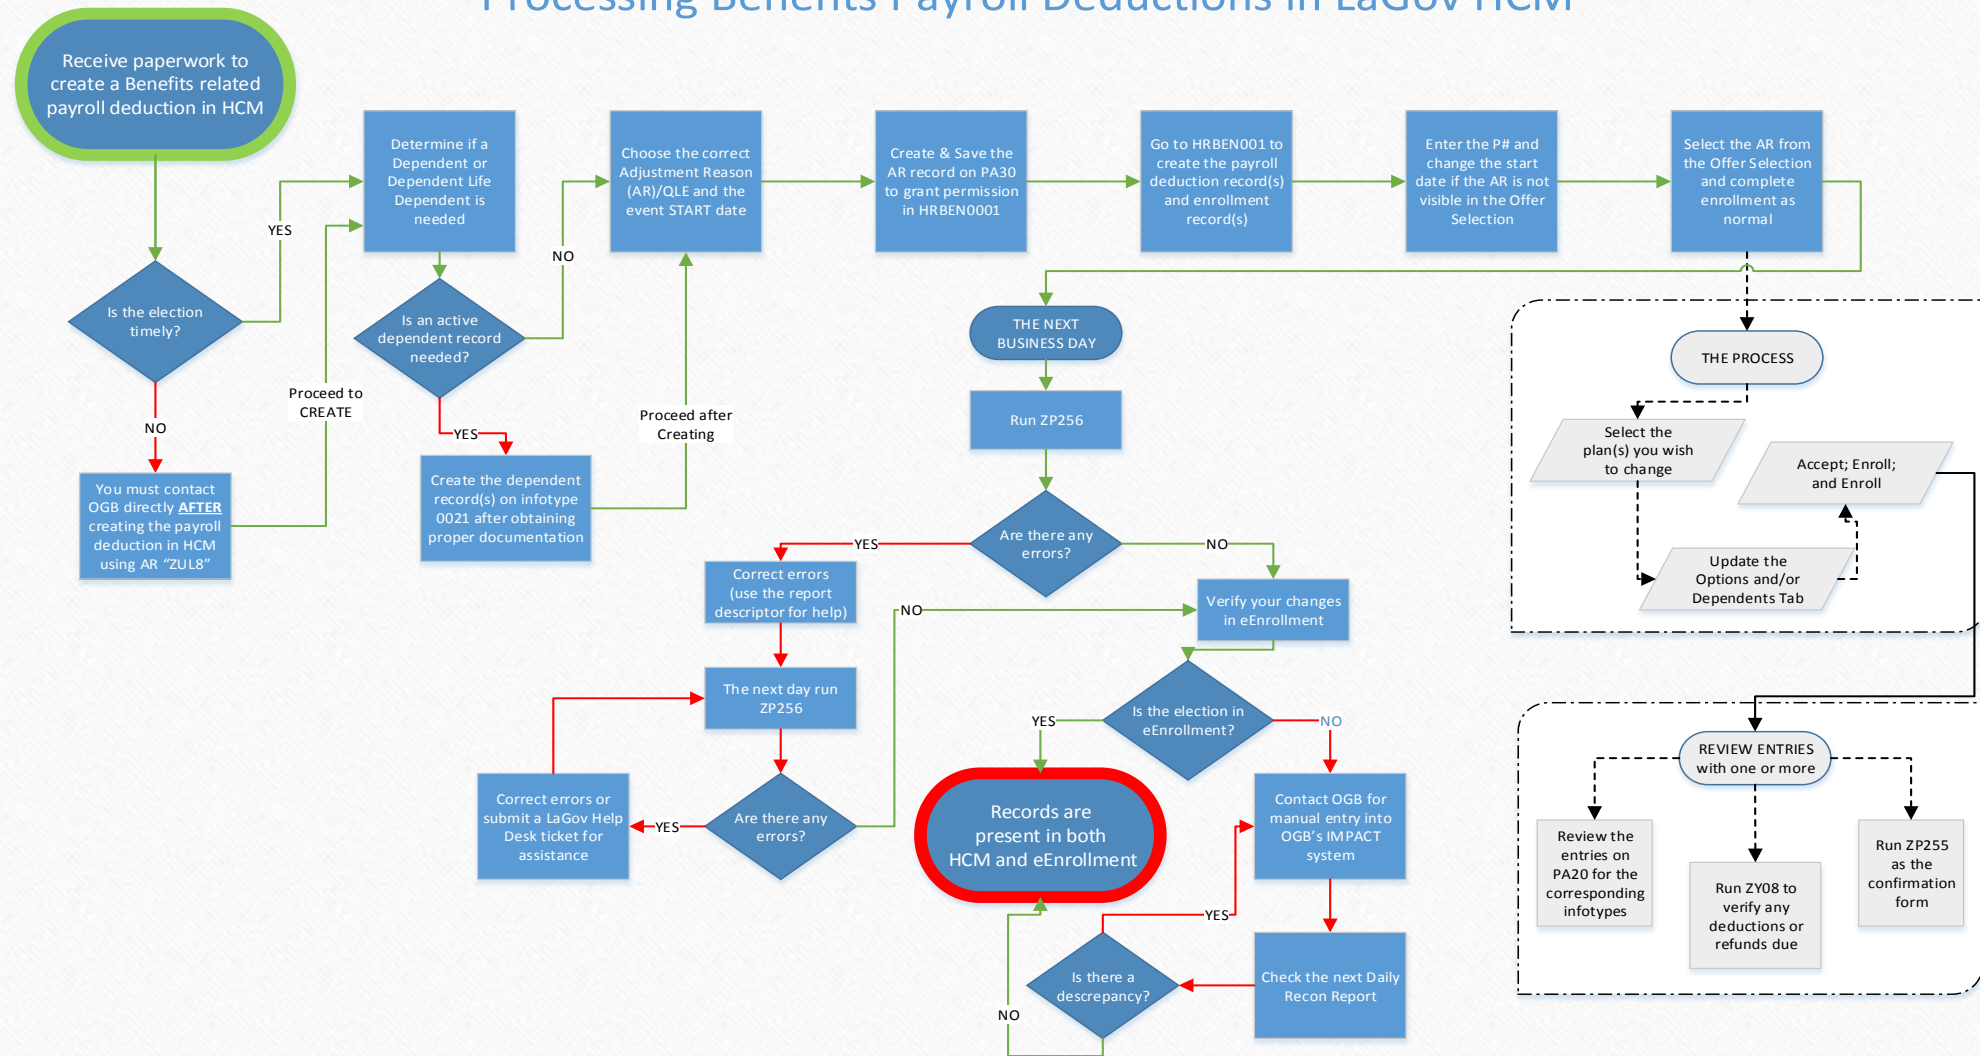 Processing Benefits Payroll Deductions in LaGov HCM
Receive paperwork to
create a Benefits related
payroll deduction in HCM
Determine if a
Dependent or
Dependent Life
Dependent is
needed
Choose the correct
Adjustment Reason
(AR)/QLE and the
event START date
Create & Save the
AR record on PA30
to grant permission
in HRBEN0001
Go to HRBEN001 to
create the payroll
deduction record(s)
and enrollment
record(s)
Enter the P# and
change the start
date if the AR is not
visible in the Offer
Selection
Select the AR from
the Offer Selection
and complete
enrollment as
normal
YES
NO
Is the election
timely?
Is an active
dependent record
needed?
THE NEXT
BUSINESS DAY
THE PROCESS
Proceed to
CREATE
Proceed after
Creating
NO
YES
Run ZP256
Select the
plan(s) you wish
to change
Accept; Enroll;
and Enroll
You must contact
OGB directly AFTER
creating the payroll
deduction in HCM
using AR “ZUL8”
Create the dependent
record(s) on infotype
0021 after obtaining
proper documentation
Are there any
errors?
YES
NO
Update the
Options and/or
Dependents Tab
Correct errors
(use the report
descriptor for help)
NO
Verify your changes
in eEnrollment
The next day run
ZP256
Is the election in
eEnrollment?
YES
NO
REVIEW ENTRIES
with one or more
Correct errors or
submit a LaGov Help
Desk ticket for
assistance
YES
Are there any
errors?
Records are
present in both
HCM and eEnrollment
Contact OGB for
manual entry into
OGB’s IMPACT
system
Review the
entries on
PA20 for the
corresponding
infotypes
Run ZY08 to
verify any
deductions or
refunds due
Run ZP255
as the
confirmation
form
YES
Is there a
descrepancy?
Check the next Daily
Recon Report
NO